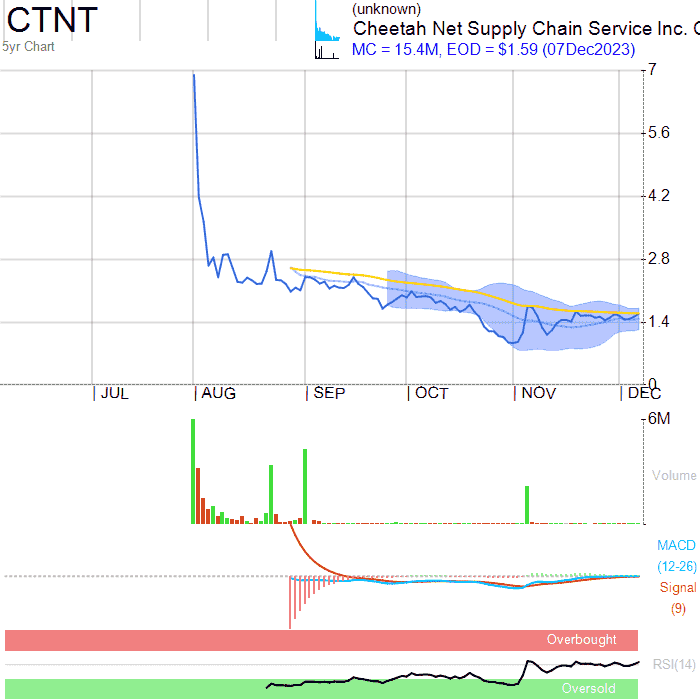 CTNT
5yr Chart
(unknown)
Cheetah Net Supply Chain Service Inc. C
MC = 15.4M, EOD = $1.59 (07Dec2023)
7
5.6
4.2
2.8
1.4
0
JUL AUG SEP OCT NOV DEC
6M
Volume
MACD
(12-26)
Signal
(9)
Overbought
RSI(14)
Oversold